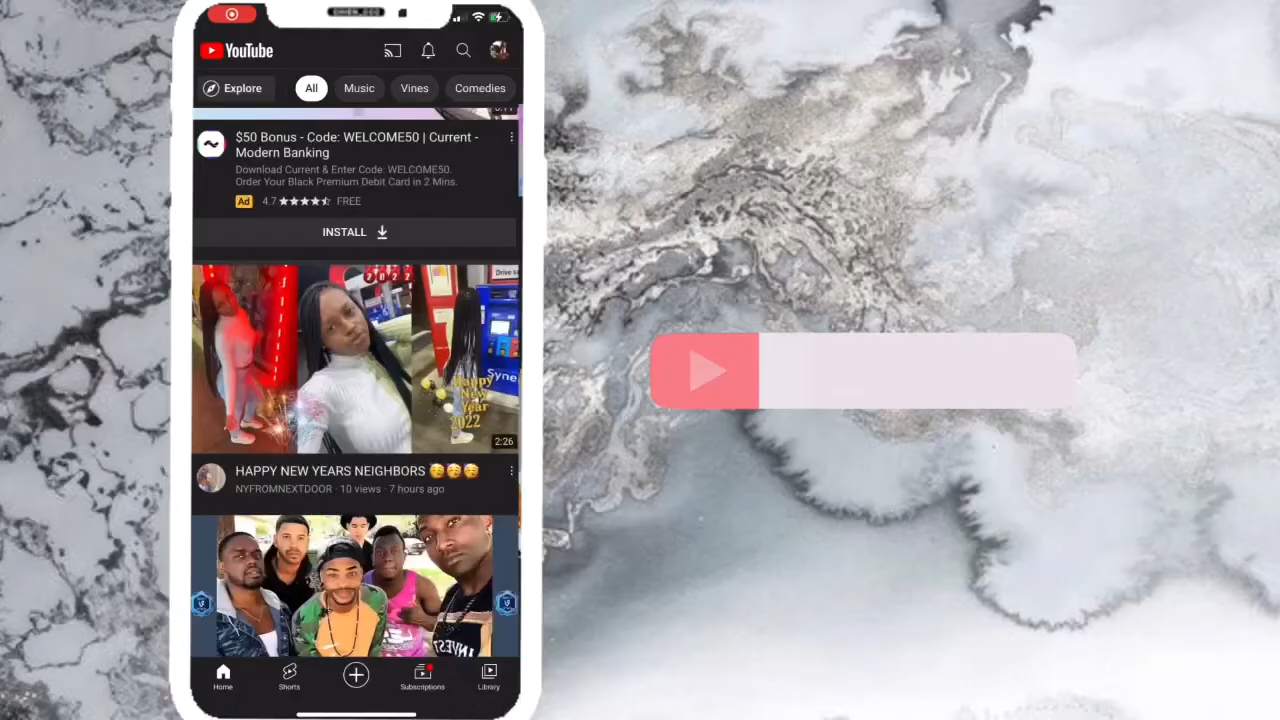 YouTube
Explore
All
Music
Vines
Comedies
$50 Bonus - Code: WELCOME50 | Current -
Modern Banking
Download Current & Enter Code: WELCOME50.
Order Your Black Premium Debit Card in 2 Mins.
Ad 4.7 ★★★★⯪ FREE
INSTALL
2022
Happy
New
Year
2022
2:26
HAPPY NEW YEARS NEIGHBORS 🥳🥳🥳
NYFROMNEXTDOOR · 10 views · 7 hours ago
INVEST
Home
Shorts
Subscriptions
Library